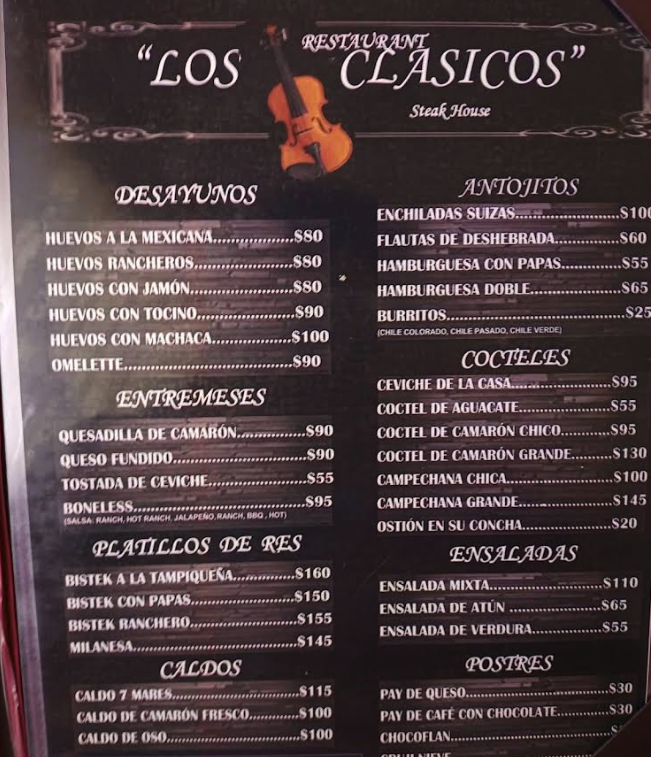 RESTAURANT
"LOS CLASICOS"
Steak House
DESAYUNOS
HUEVOS A LA MEXICANA..................$80
HUEVOS RANCHEROS......................$80
HUEVOS CON JAMÓN......................$80
HUEVOS CON TOCINO.....................$90
HUEVOS CON MACHACA..................$100
OMELETTE.....................................$90
ENTREMESES
QUESADILLA DE CAMARÓN...............$90
QUESO FUNDIDO...........................$90
TOSTADA DE CEVICHE.....................$55
BONELESS...................................$95
(SALSA: RANCH, HOT RANCH, JALAPEÑO, RANCH, BBQ , HOT)
PLATILLOS DE RES
BISTEK A LA TAMPIQUEÑA..............$160
BISTEK CON PAPAS.......................$150
BISTEK RANCHERO.......................$155
MILANESA..................................$145
CALDOS
CALDO 7 MARES..........................$115
CALDO DE CAMARÓN FRESCO............$100
CALDO DE OSO............................$100
ANTOJITOS
ENCHILADAS SUIZAS......................$100
FLAUTAS DE DESHEBRADA..............$60
HAMBURGUESA CON PAPAS.............$55
HAMBURGUESA DOBLE....................$65
BURRITOS....................................$25
(CHILE COLORADO, CHILE PASADO, CHILE VERDE)
COCTELES
CEVICHE DE LA CASA.....................$95
COCTEL DE AGUACATE...................$55
COCTEL DE CAMARÓN CHICO...........$95
COCTEL DE CAMARÓN GRANDE.........$130
CAMPECHANA CHICA.....................$100
CAMPECHANA GRANDE..................$145
OSTIÓN EN SU CONCHA..................$20
ENSALADAS
ENSALADA MIXTA.........................$110
ENSALADA DE ATÚN ......................$65
ENSALADA DE VERDURA..................$55
POSTRES
PAY DE QUESO.............................$30
PAY DE CAFÉ CON CHOCOLATE...........$30
CHOCOFLAN